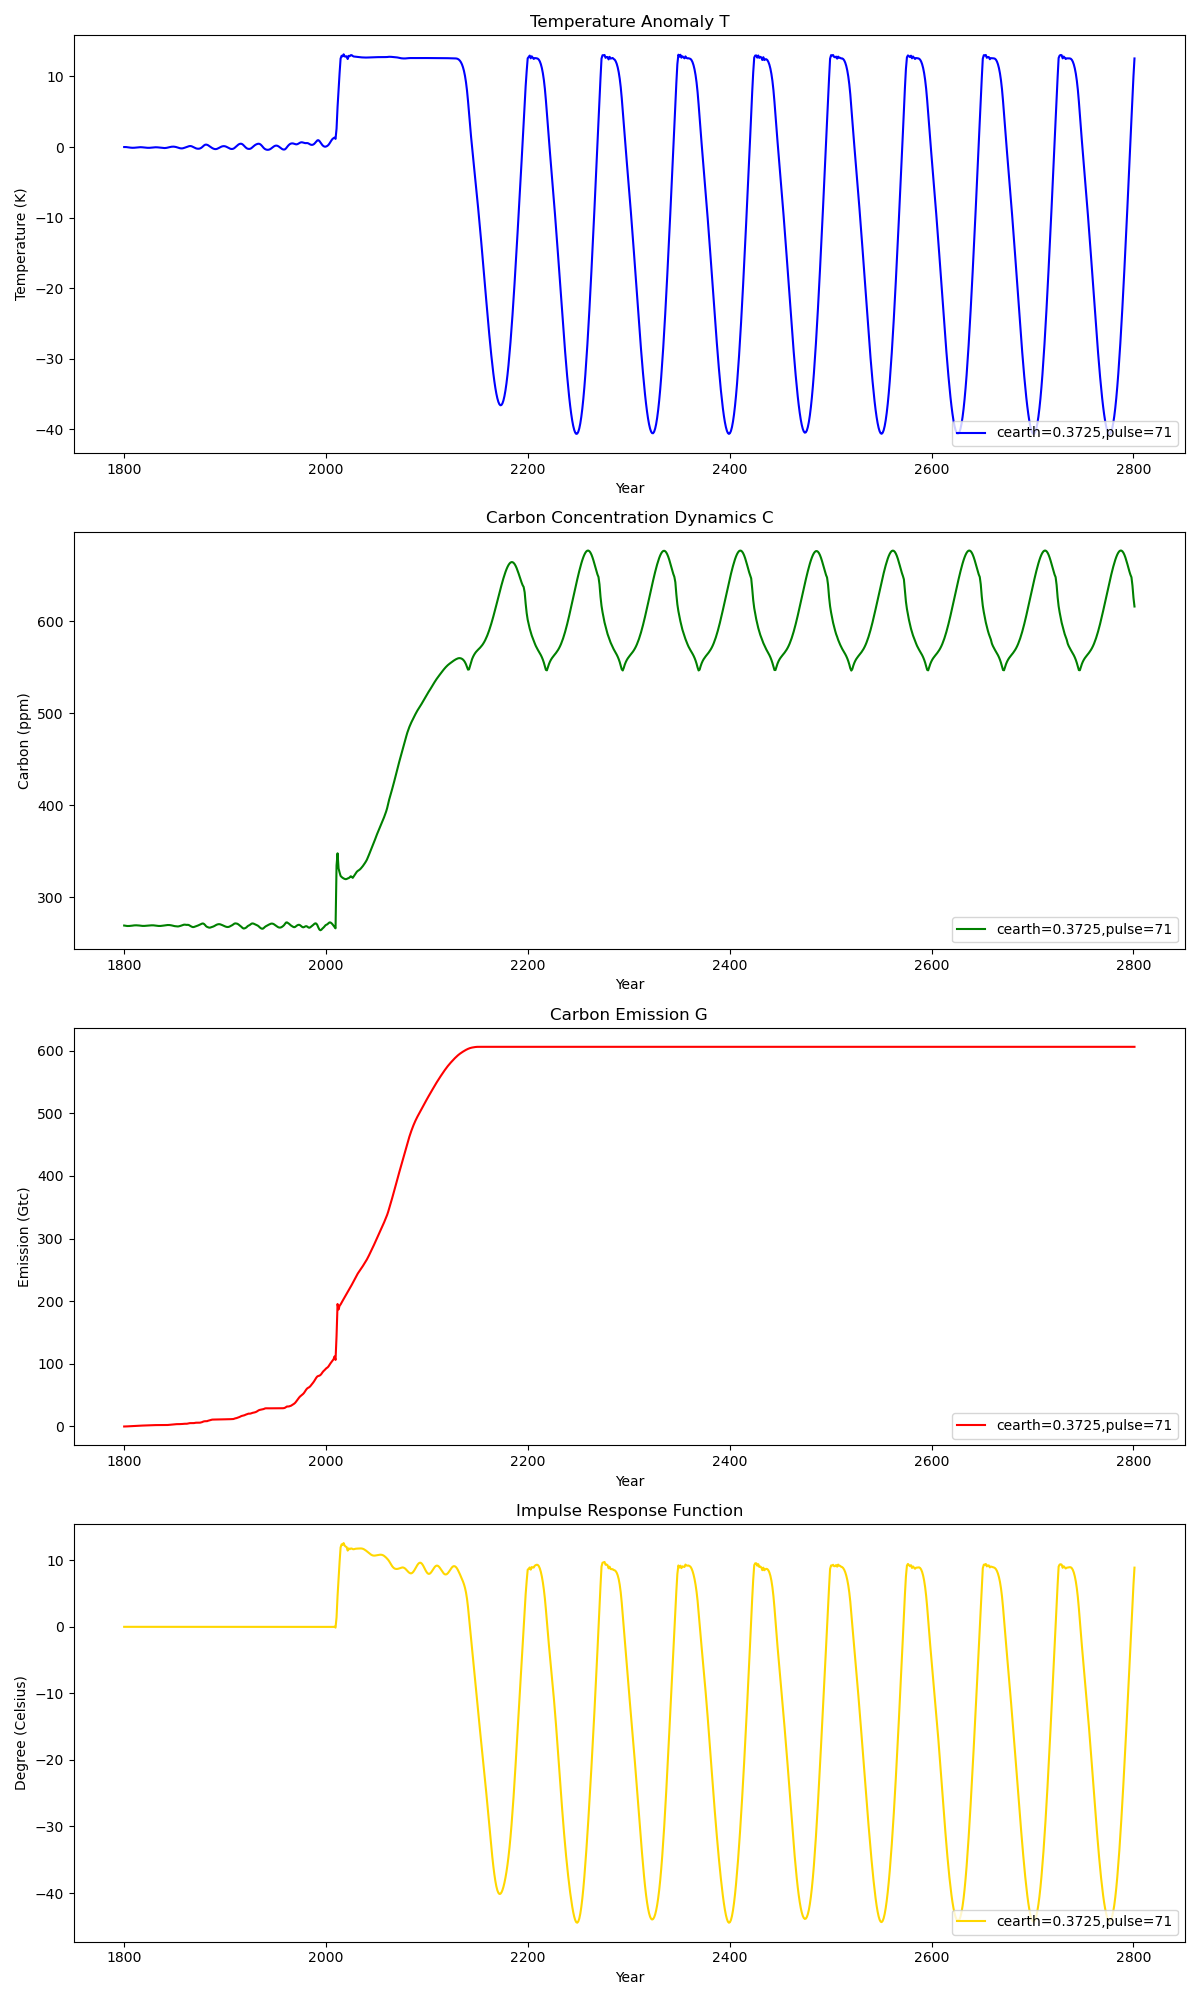 Temperature Anomaly T
10
0
−10
−20
−30
−40
Temperature (K)
cearth=0.3725,pulse=71
1800 2000 2200 2400 2600 2800
Year
Carbon Concentration Dynamics C
600
500
400
300
Carbon (ppm)
cearth=0.3725,pulse=71
1800 2000 2200 2400 2600 2800
Year
Carbon Emission G
600
500
400
300
200
100
0
Emission (Gtc)
cearth=0.3725,pulse=71
1800 2000 2200 2400 2600 2800
Year
Impulse Response Function
10
0
−10
−20
−30
−40
Degree (Celsius)
cearth=0.3725,pulse=71
1800 2000 2200 2400 2600 2800
Year